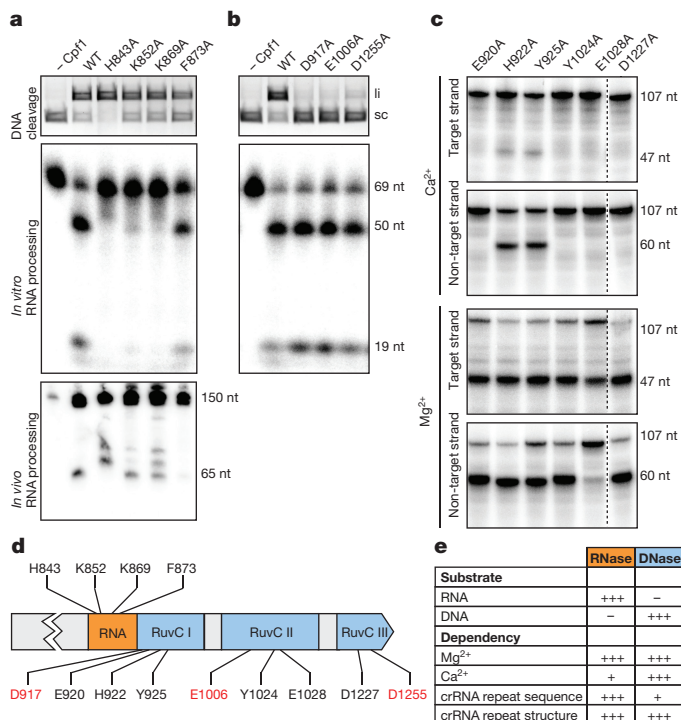 a
– Cpf1 WT H843A K852A K869A F873A
DNA cleavage
In vitro RNA processing
In vivo RNA processing
150 nt
65 nt
b
– Cpf1 WT D917A E1006A D1255A
li
sc
69 nt
50 nt
19 nt
c
E920A H922A Y925A Y1024A E1028A D1227A
Ca2+
Target strand
107 nt
47 nt
Non-target strand
107 nt
60 nt
Mg2+
Target strand
107 nt
47 nt
Non-target strand
107 nt
60 nt
d
H843 K852 K869 F873
RNA RuvC I RuvC II RuvC III
D917 E920 H922 Y925 E1006 Y1024 E1028 D1227 D1255
e
RNase DNase
Substrate
RNA +++ –
DNA – +++
Dependency
Mg2+ +++ +++
Ca2+ + +++
crRNA repeat sequence +++ +
crRNA repeat structure +++ +++